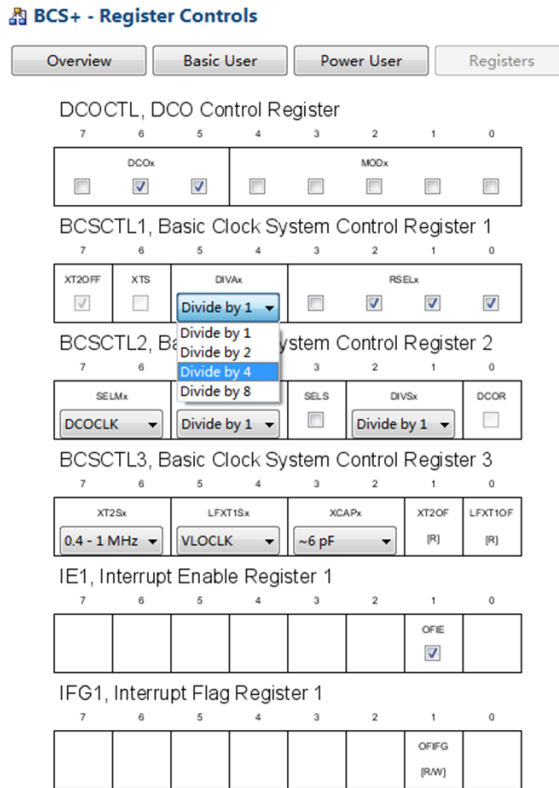 BCS+ - Register Controls
Overview Basic User Power User Registers
DCOCTL, DCO Control Register
7 6 5 4 3 2 1 0
DCOx MODx
BCSCTL1, Basic Clock System Control Register 1
7 6 5 4 3 2 1 0
XT2OFF XTS DIVAx RSELx
Divide by 1
Divide by 1
Divide by 2
Divide by 4
Divide by 8
BCSCTL2, Ba ystem Control Register 2
7 6 3 2 1 0
SELMx SELS DIVSx DCOR
DCOCLK Divide by 1 Divide by 1
BCSCTL3, Basic Clock System Control Register 3
7 6 5 4 3 2 1 0
XT2Sx LFXT1Sx XCAPx XT2OF LFXT1OF
0.4 - 1 MHz VLOCLK ~6 pF [R] [R]
IE1, Interrupt Enable Register 1
7 6 5 4 3 2 1 0
OFIE
IFG1, Interrupt Flag Register 1
7 6 5 4 3 2 1 0
OFIFG
[R/W]